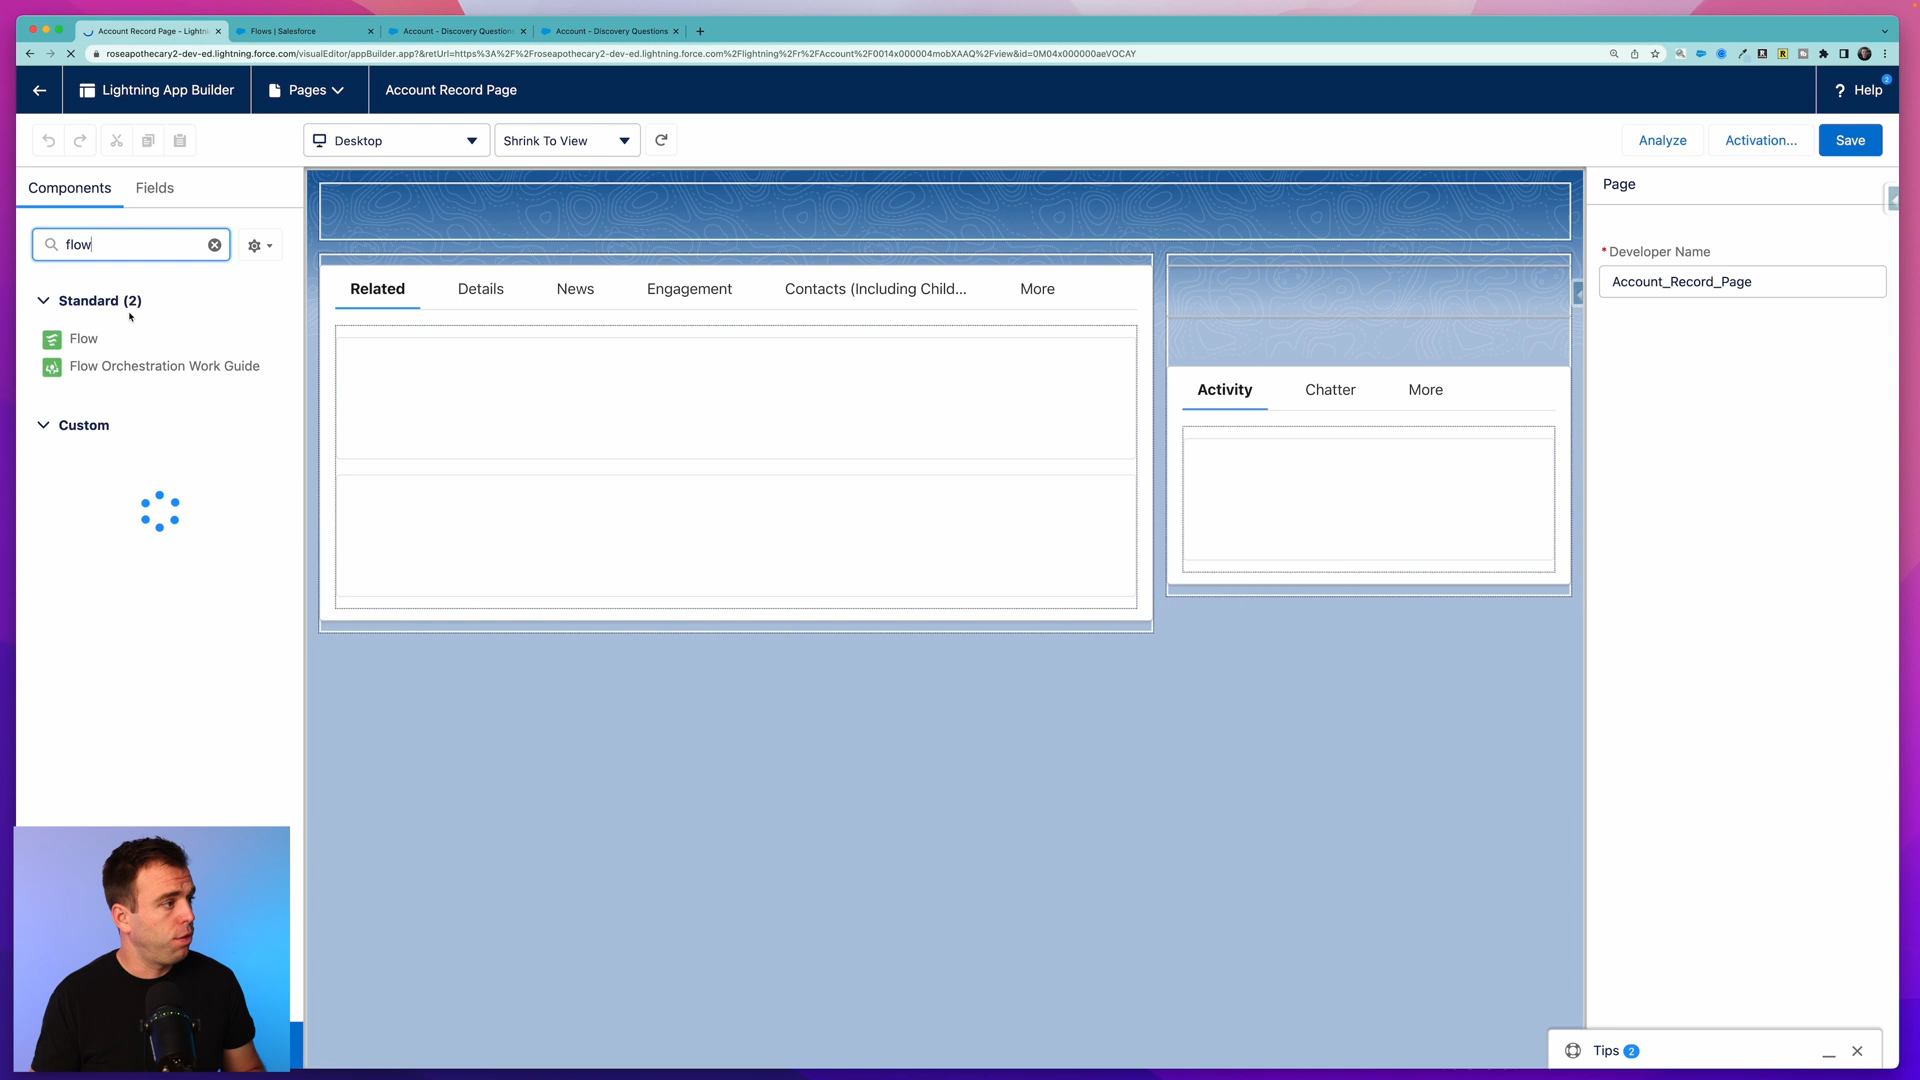 Account Record Page - Lightni
Flows | Salesforce
Account - Discovery Question
Account - Discovery Questions
roseapothecary2-dev-ed.lightning.force.com/visualEditor/appBuilder.app?&retUrl=https%3A%2F%2Froseapothecary2-dev-ed.lightning.force.com%2Flightning%2Fr%2FAccount%2F0014x000004mobXAAQ%2Fview&id=0M04x000000aeVOCAY
Lightning App Builder
Pages
Account Record Page
? Help
2
Desktop
Shrink To View
Analyze
Activation...
Save
Components
Fields
flow
Standard (2)
Flow
Flow Orchestration Work Guide
Custom
Related
Details
News
Engagement
Contacts (Including Child...
More
Activity
Chatter
More
Page
* Developer Name
Account_Record_Page
Tips 2